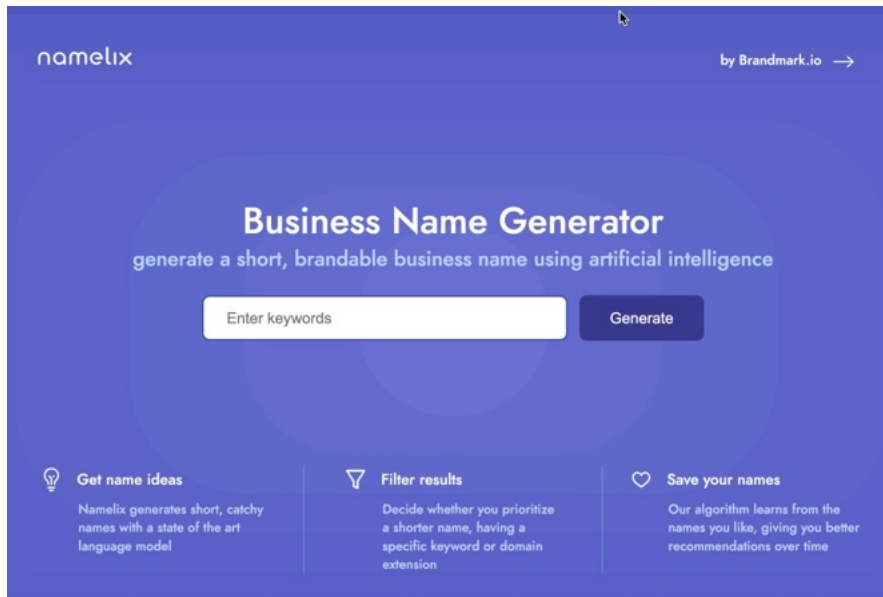 namelix
by Brandmark.io →
Business Name Generator
generate a short, brandable business name using artificial intelligence
Enter keywords
Generate
Get name ideas
Namelix generates short, catchy
names with a state of the art
language model
Filter results
Decide whether you prioritize
a shorter name, having a
specific keyword or domain
extension
Save your names
Our algorithm learns from the
names you like, giving you better
recommendations over time